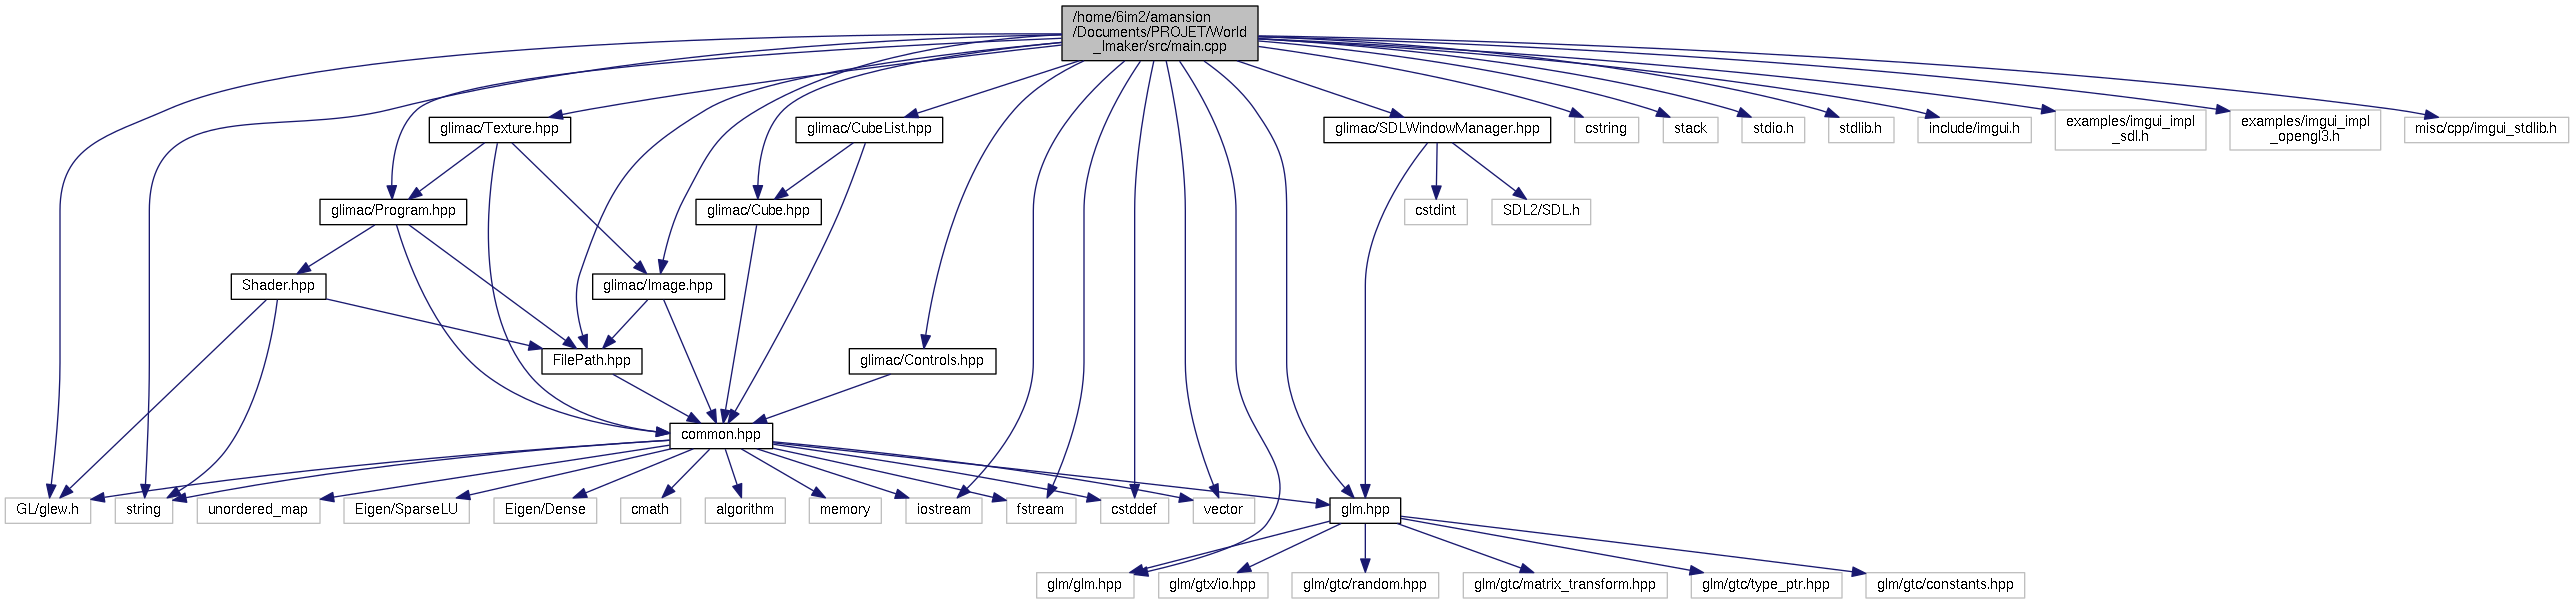 /home/6im2/amansion
/Documents/PROJET/World
_Imaker/src/main.cpp
glimac/Texture.hpp
glimac/CubeList.hpp
glimac/SDLWindowManager.hpp
cstring
stack
stdio.h
stdlib.h
include/imgui.h
examples/imgui_impl
_sdl.h
examples/imgui_impl
_opengl3.h
misc/cpp/imgui_stdlib.h
glimac/Program.hpp
glimac/Cube.hpp
cstdint
SDL2/SDL.h
Shader.hpp
glimac/Image.hpp
FilePath.hpp
glimac/Controls.hpp
common.hpp
GL/glew.h
string
unordered_map
Eigen/SparseLU
Eigen/Dense
cmath
algorithm
memory
iostream
fstream
cstddef
vector
glm.hpp
glm/glm.hpp
glm/gtx/io.hpp
glm/gtc/random.hpp
glm/gtc/matrix_transform.hpp
glm/gtc/type_ptr.hpp
glm/gtc/constants.hpp